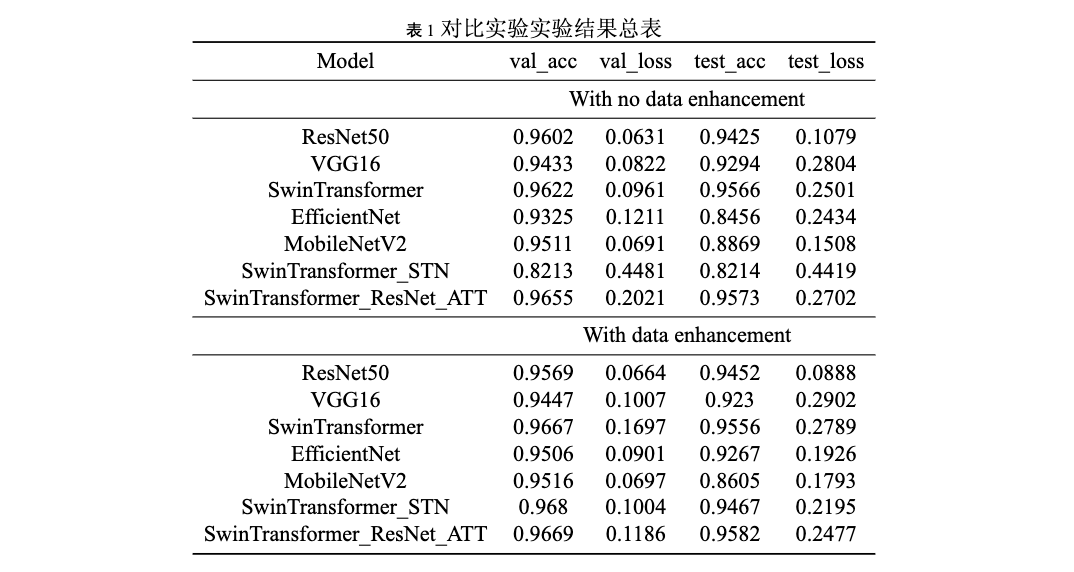 表 1 对比实验实验结果总表
Model val_acc val_loss test_acc test_loss
With no data enhancement
ResNet50 0.9602 0.0631 0.9425 0.1079
VGG16 0.9433 0.0822 0.9294 0.2804
SwinTransformer 0.9622 0.0961 0.9566 0.2501
EfficientNet 0.9325 0.1211 0.8456 0.2434
MobileNetV2 0.9511 0.0691 0.8869 0.1508
SwinTransformer_STN 0.8213 0.4481 0.8214 0.4419
SwinTransformer_ResNet_ATT 0.9655 0.2021 0.9573 0.2702
With data enhancement
ResNet50 0.9569 0.0664 0.9452 0.0888
VGG16 0.9447 0.1007 0.923 0.2902
SwinTransformer 0.9667 0.1697 0.9556 0.2789
EfficientNet 0.9506 0.0901 0.9267 0.1926
MobileNetV2 0.9516 0.0697 0.8605 0.1793
SwinTransformer_STN 0.968 0.1004 0.9467 0.2195
SwinTransformer_ResNet_ATT 0.9669 0.1186 0.9582 0.2477